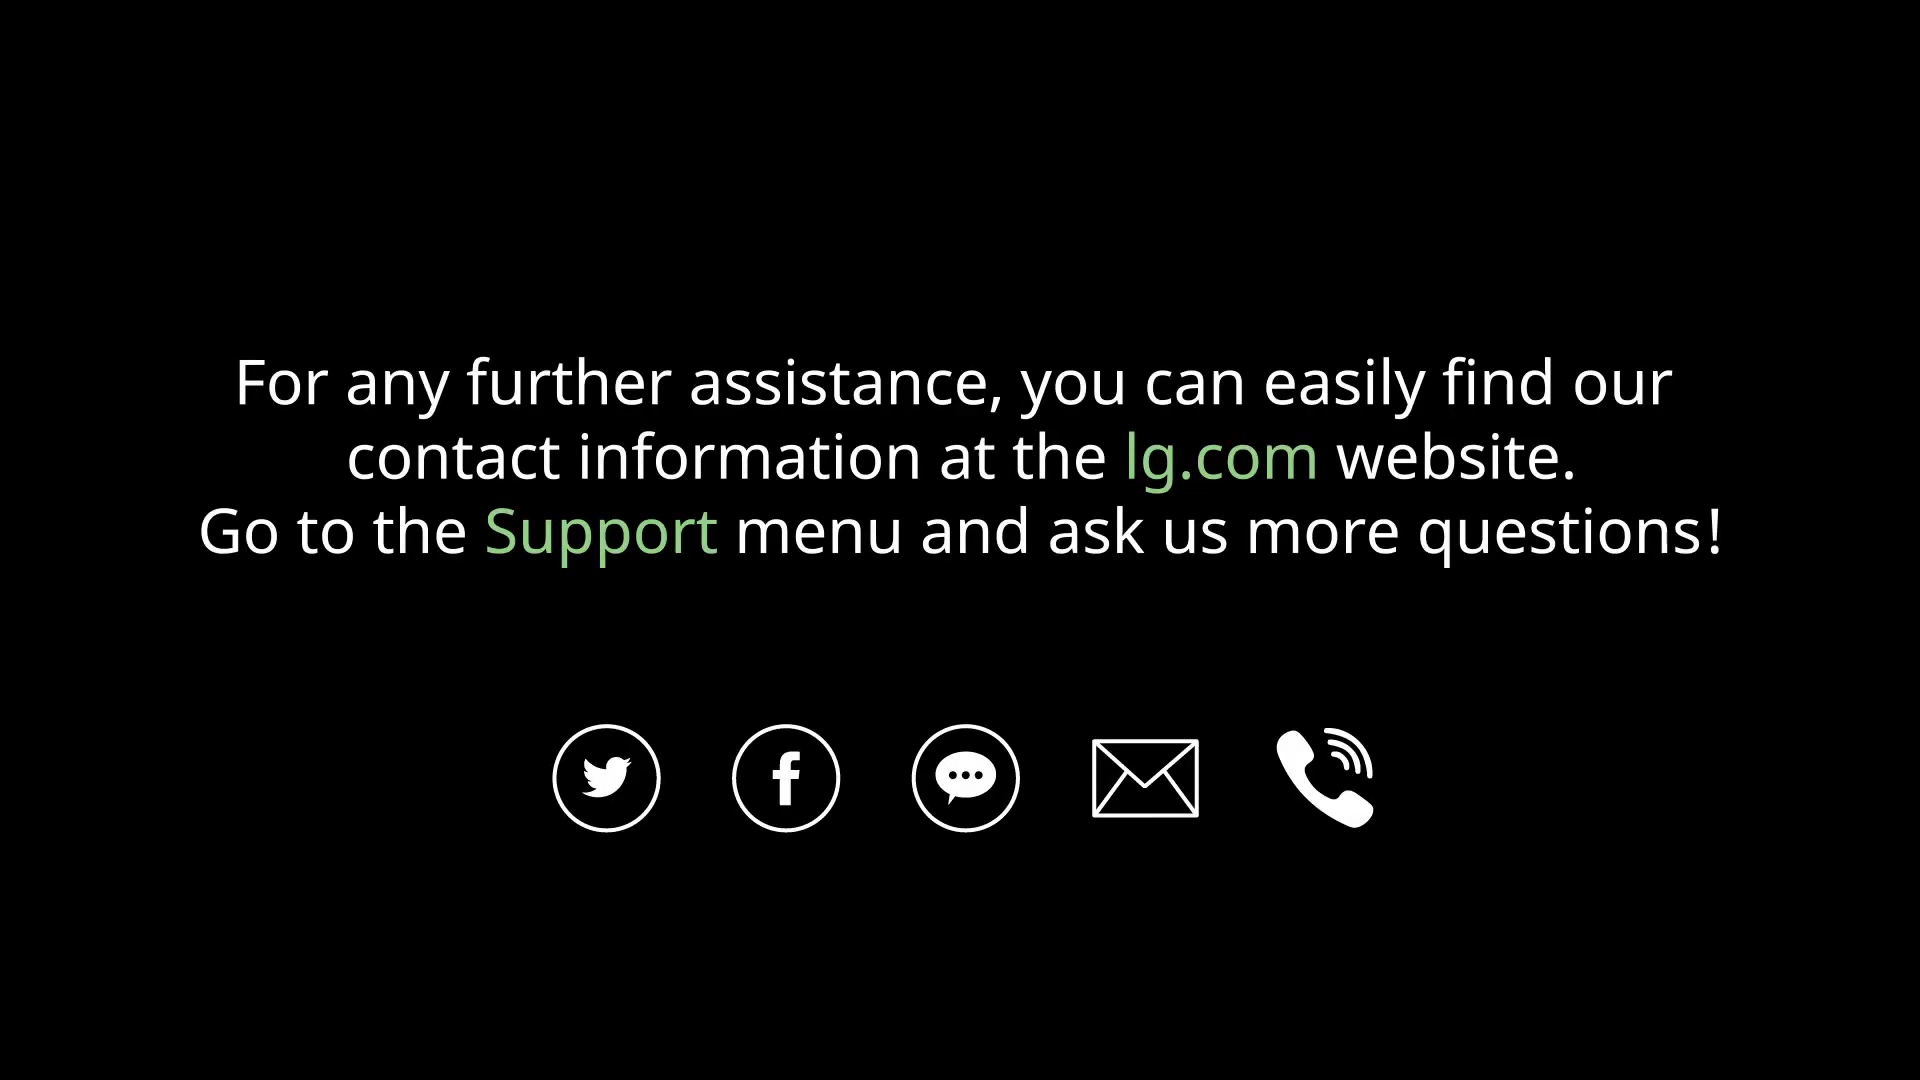 For any further assistance, you can easily find our
contact information at the lg.com website.
Go to the Support menu and ask us more questions!